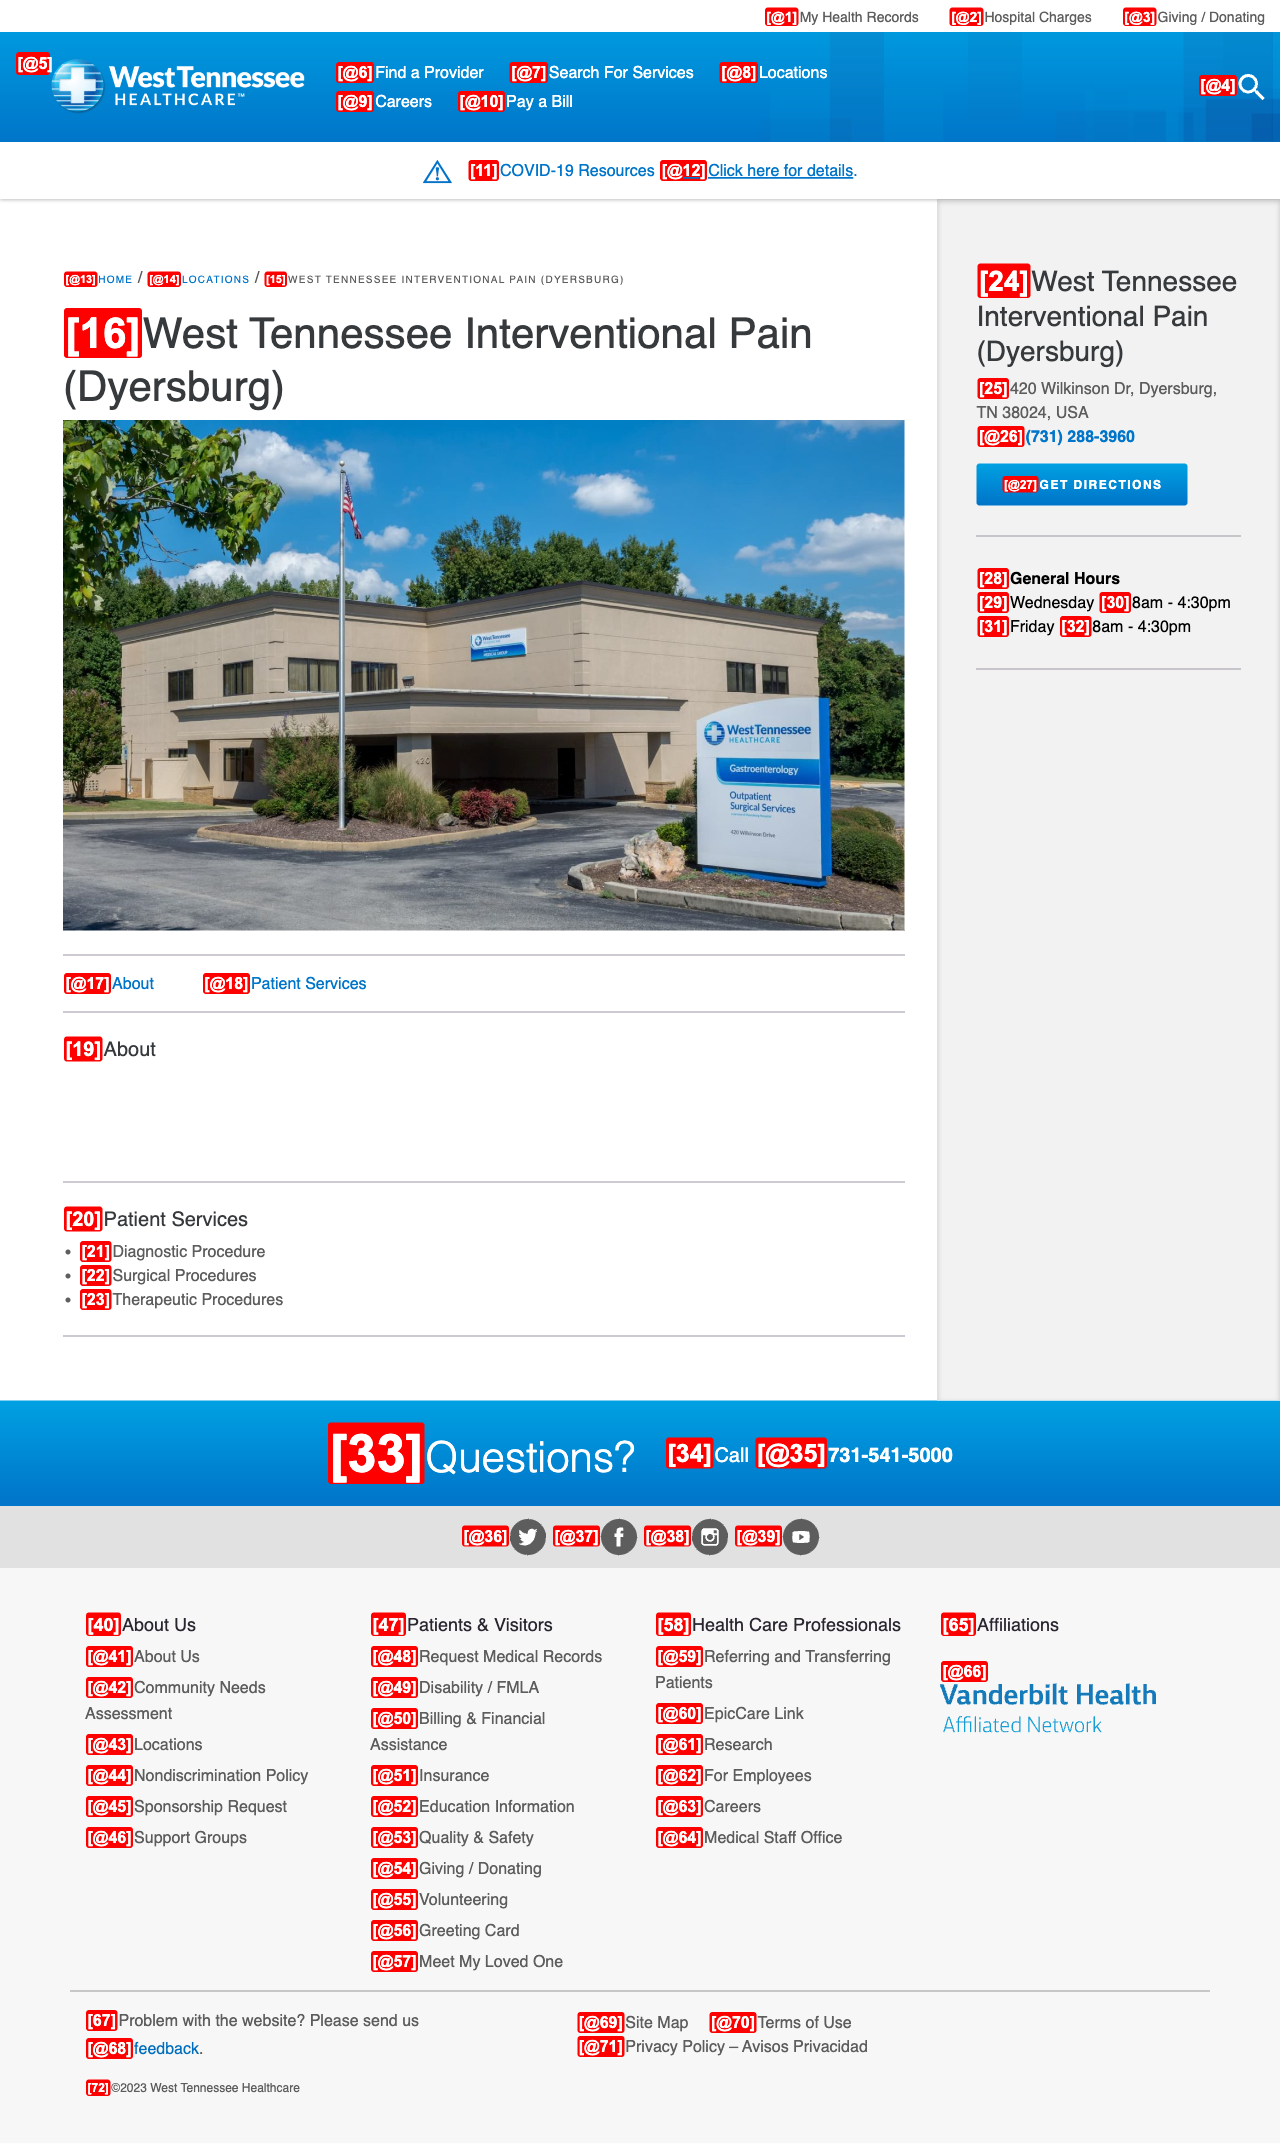 [@1]My Health Records [@2]Hospital Charges [@3]Giving / Donating
[@5] West Tennessee HEALTHCARE™
[@6]Find a Provider [@7]Search For Services [@8]Locations
[@9]Careers [@10]Pay a Bill
[@4]
[11]COVID-19 Resources [@12]Click here for details.
[@13]HOME / [@14]LOCATIONS / [15]WEST TENNESSEE INTERVENTIONAL PAIN (DYERSBURG)
[16]West Tennessee Interventional Pain
(Dyersburg)
West Tennessee
MEDICAL GROUP
430
West Tennessee
HEALTHCARE
Gastroenterology
Outpatient
Surgical Services
420 Wilkinson Drive
[@17]About [@18]Patient Services
[19]About
[20]Patient Services
• [21]Diagnostic Procedure
• [22]Surgical Procedures
• [23]Therapeutic Procedures
[24]West Tennessee
Interventional Pain
(Dyersburg)
[25]420 Wilkinson Dr, Dyersburg,
TN 38024, USA
[@26](731) 288-3960
[@27]GET DIRECTIONS
[28]General Hours
[29]Wednesday [30]8am - 4:30pm
[31]Friday [32]8am - 4:30pm
[33]Questions? [34]Call [@35]731-541-5000
[@36] [@37] [@38] [@39]
[40]About Us
[@41]About Us
[@42]Community Needs
Assessment
[@43]Locations
[@44]Nondiscrimination Policy
[@45]Sponsorship Request
[@46]Support Groups
[47]Patients & Visitors
[@48]Request Medical Records
[@49]Disability / FMLA
[@50]Billing & Financial
Assistance
[@51]Insurance
[@52]Education Information
[@53]Quality & Safety
[@54]Giving / Donating
[@55]Volunteering
[@56]Greeting Card
[@57]Meet My Loved One
[58]Health Care Professionals
[@59]Referring and Transferring
Patients
[@60]EpicCare Link
[@61]Research
[@62]For Employees
[@63]Careers
[@64]Medical Staff Office
[65]Affiliations
[@66]
Vanderbilt Health
Affiliated Network
[67]Problem with the website? Please send us
[@68]feedback.
[@69]Site Map [@70]Terms of Use
[@71]Privacy Policy – Avisos Privacidad
[72]©2023 West Tennessee Healthcare